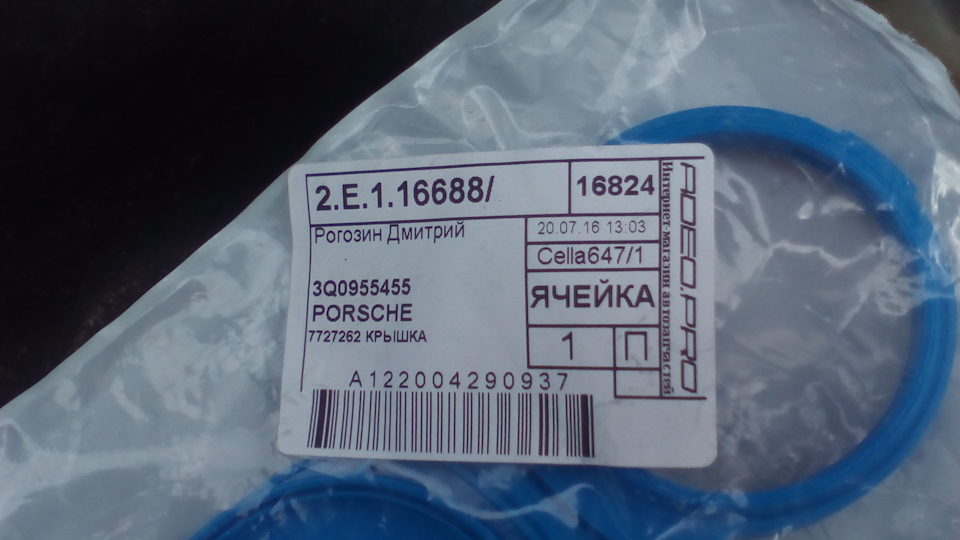 2.E.1.16688/
16824
Рогозин Дмитрий
20.07.16 13:03
Cella647/1
3Q0955455
PORSCHE
7727262 КРЫШКА
ЯЧЕЙКА
1
П
A122004290937
ADEO.PRO
Интернет-магазин автозапчастей